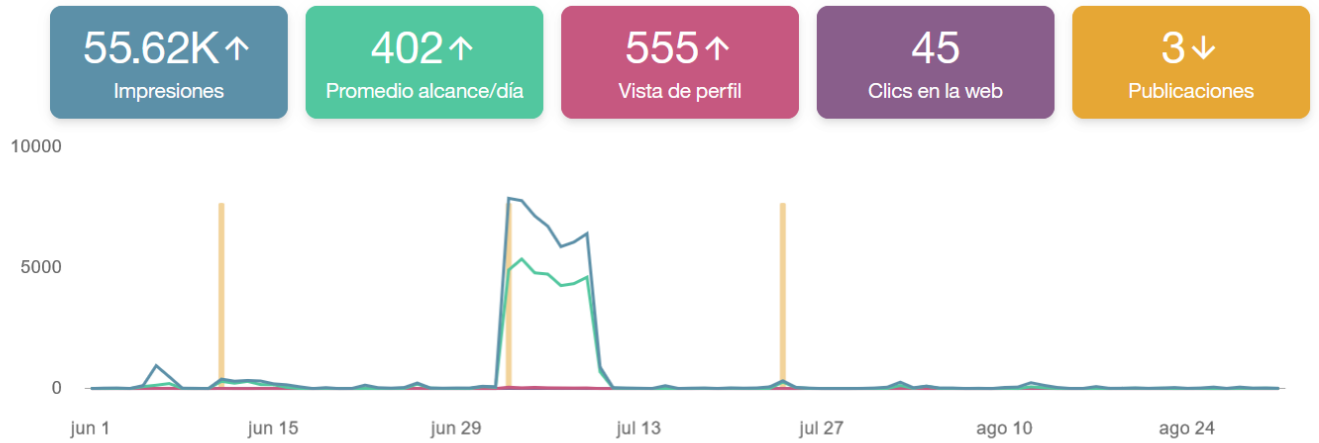 55.62K↑
Impresiones
402↑
Promedio alcance/día
555↑
Vista de perfil
45
Clics en la web
3↓
Publicaciones
10000
5000
0
jun 1 jun 15 jun 29 jul 13 jul 27 ago 10 ago 24